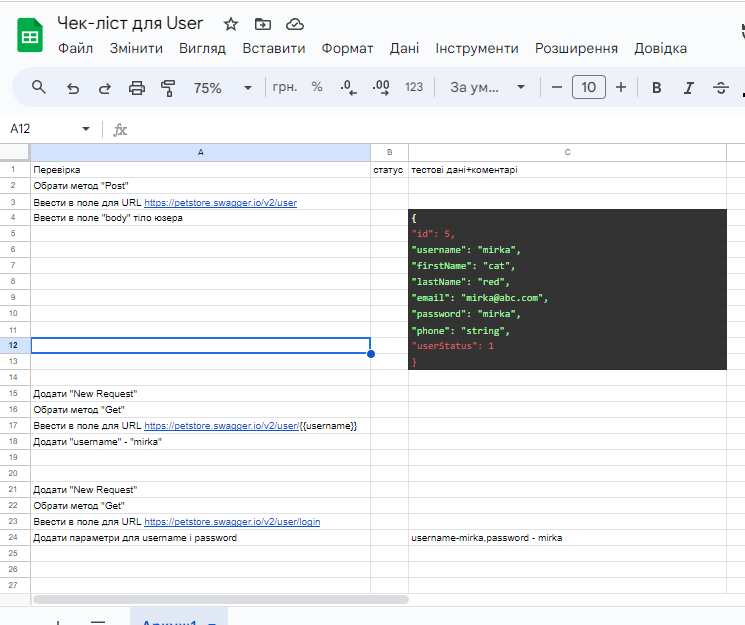 Чек-ліст для User
Файл Змінити Вигляд Вставити Формат Дані Інструменти Розширення Довідка
75% грн. % .0 .00 123 За ум... 10 B I S
A12 fx
A B C
1 Перевірка статус тестові дані+коментарі
2 Обрати метод "Post"
3 Ввести в поле для URL https://petstore.swagger.io/v2/user
4 Ввести в поле "body" тіло юзера {
5 "id": 5,
6 "username": "mirka",
7 "firstName": "cat",
8 "lastName": "red",
9 "email": "mirka@abc.com",
10 "password": "mirka",
11 "phone": "string",
12 "userStatus": 1
13 }
14
15 Додати "New Request"
16 Обрати метод "Get"
17 Ввести в поле для URL https://petstore.swagger.io/v2/user/{{username}}
18 Додати "username" - "mirka"
19
20
21 Додати "New Request"
22 Обрати метод "Get"
23 Ввести в поле для URL https://petstore.swagger.io/v2/user/login
24 Додати параметри для username і password username-mirka,password - mirka
25
26
27
Аркуш1